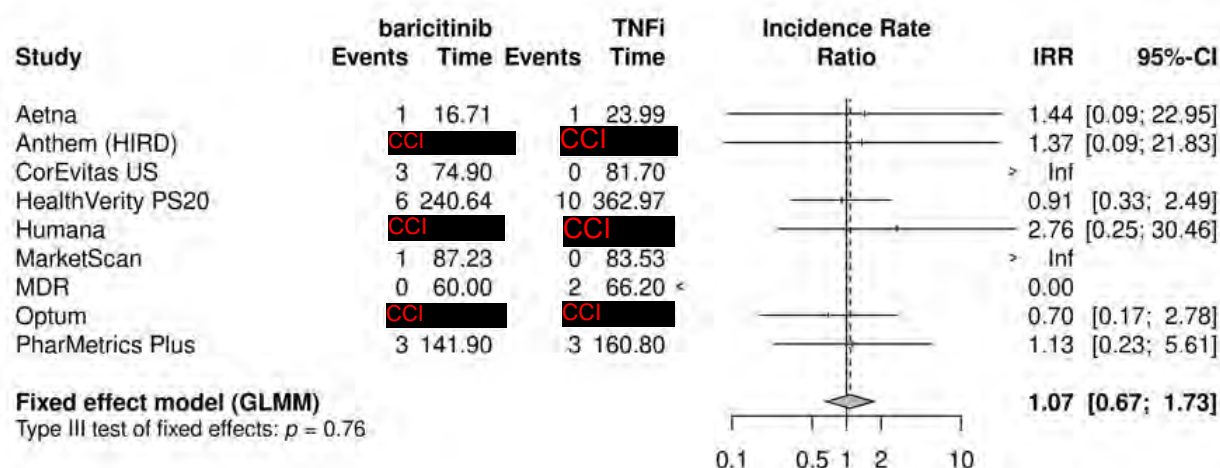 baricitinib TNFi Incidence Rate
Study Events Time Events Time Ratio IRR 95%-CI
Aetna 1 16.71 1 23.99 1.44 [0.09; 22.95]
Anthem (HIRD) CCI CCI 1.37 [0.09; 21.83]
CorEvitas US 3 74.90 0 81.70 > Inf
HealthVerity PS20 6 240.64 10 362.97 0.91 [0.33; 2.49]
Humana CCI CCI 2.76 [0.25; 30.46]
MarketScan 1 87.23 0 83.53 > Inf
MDR 0 60.00 2 66.20 < 0.00
Optum CCI CCI 0.70 [0.17; 2.78]
PharMetrics Plus 3 141.90 3 160.80 1.13 [0.23; 5.61]
Fixed effect model (GLMM) 1.07 [0.67; 1.73]
Type III test of fixed effects: p = 0.76
0.1 0.5 1 2 10